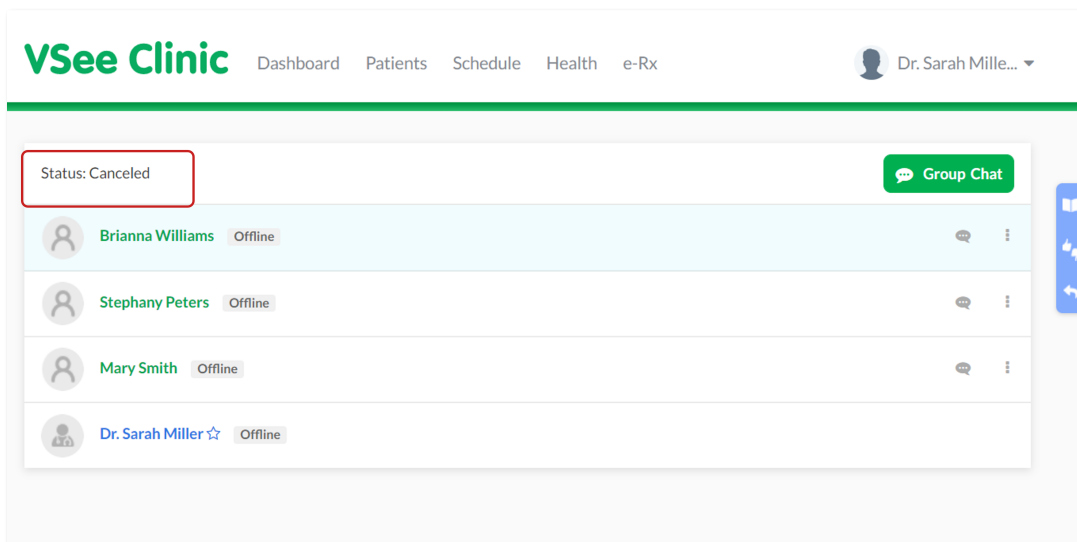 VSee Clinic Dashboard Patients Schedule Health e-Rx Dr. Sarah Mille...
Status: Canceled Group Chat
Brianna Williams Offline
Stephany Peters Offline
Mary Smith Offline
Dr. Sarah Miller Offline